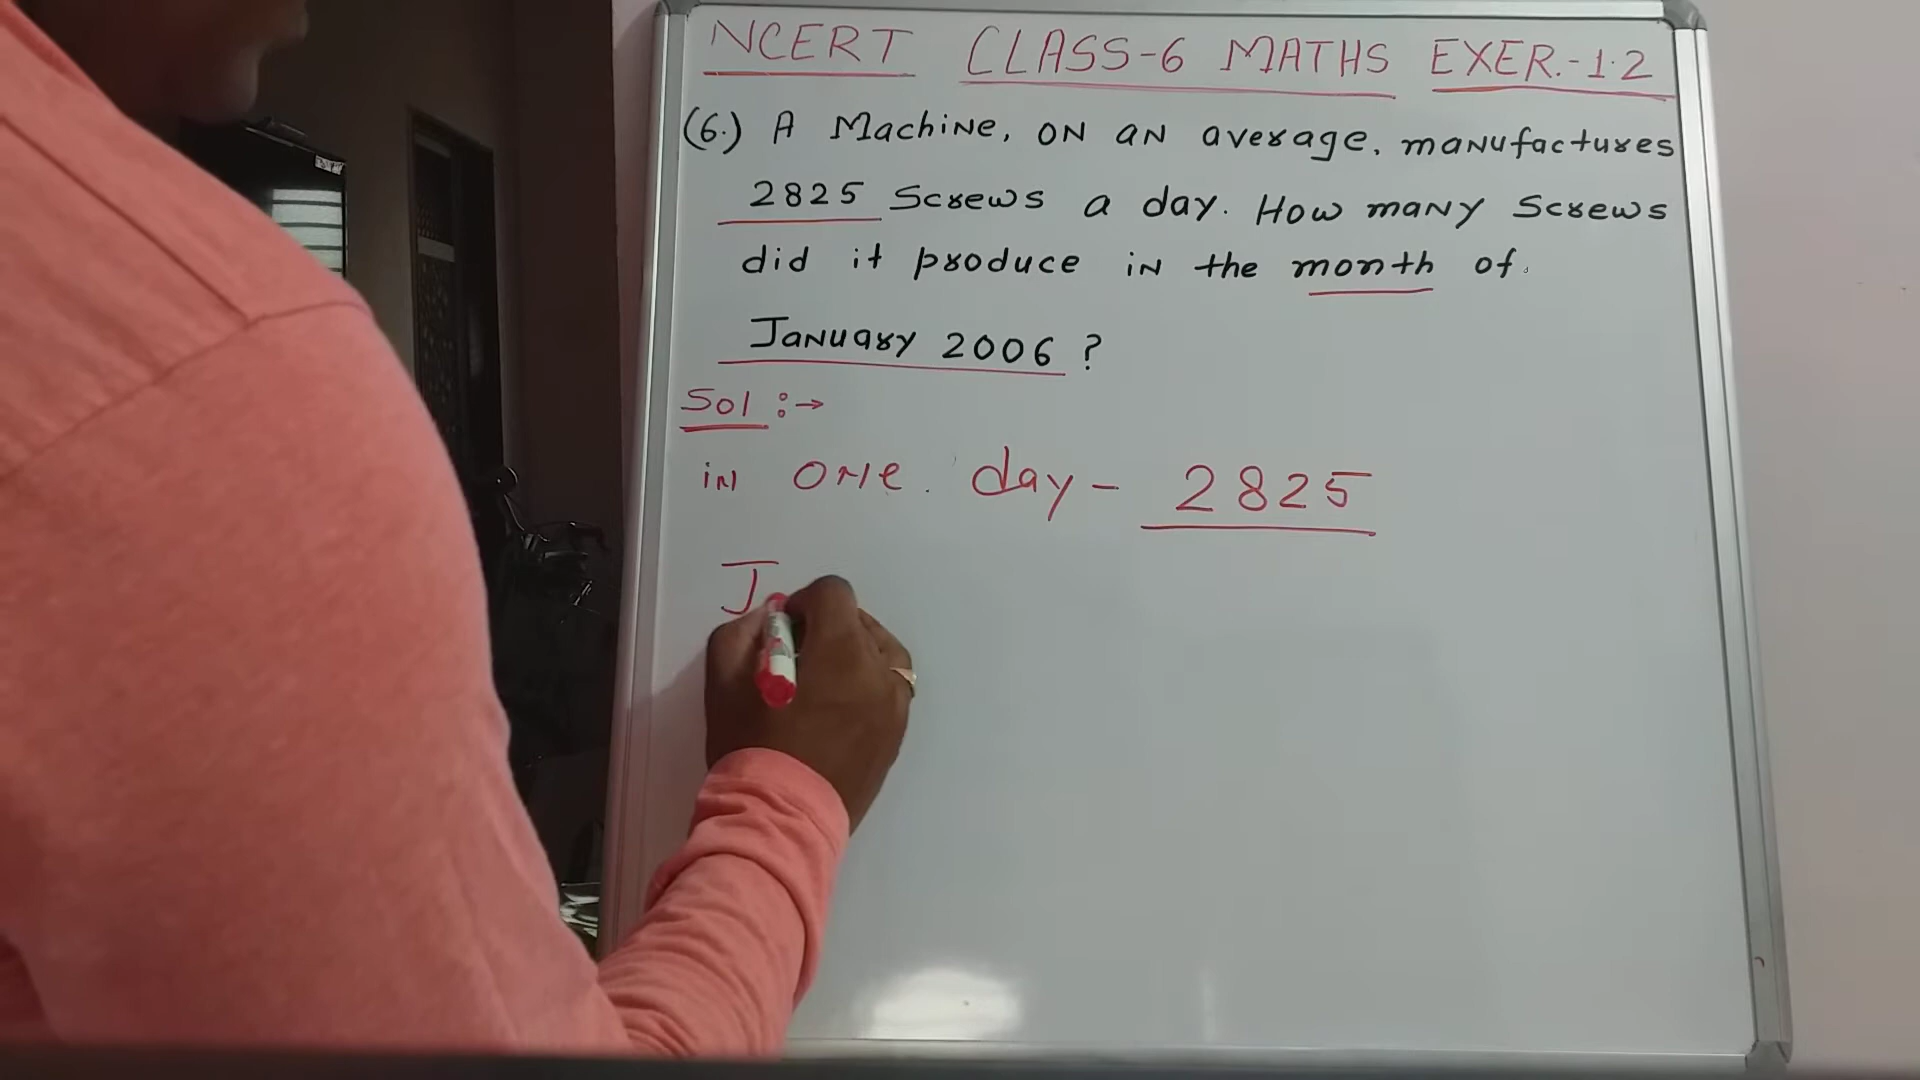 NCERT CLASS-6 MATHS EXER.-1.2
(6.) A Machine, ON AN average, manufactures
2825 Screws a day. How many Screws
did it produce in the month of.
January 2006 ?
Sol :→
in one. day - 2825
J